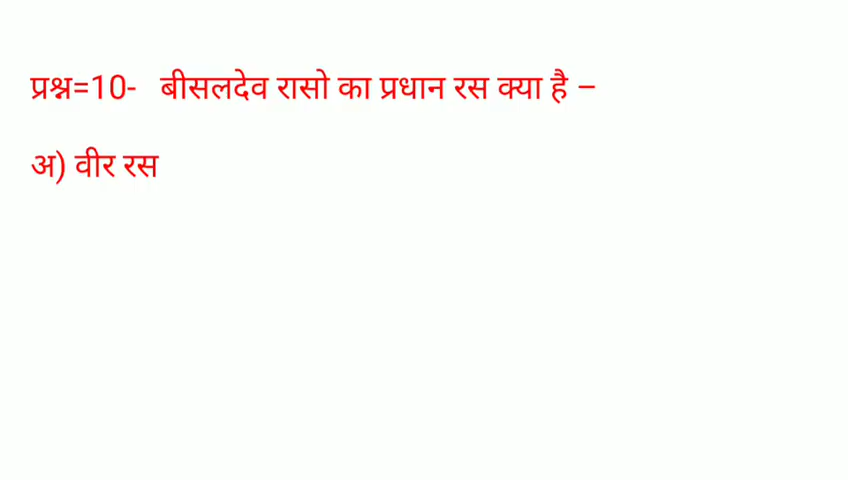 प्रश्न=10- बीसलदेव रासो का प्रधान रस क्या है –
अ) वीर रस